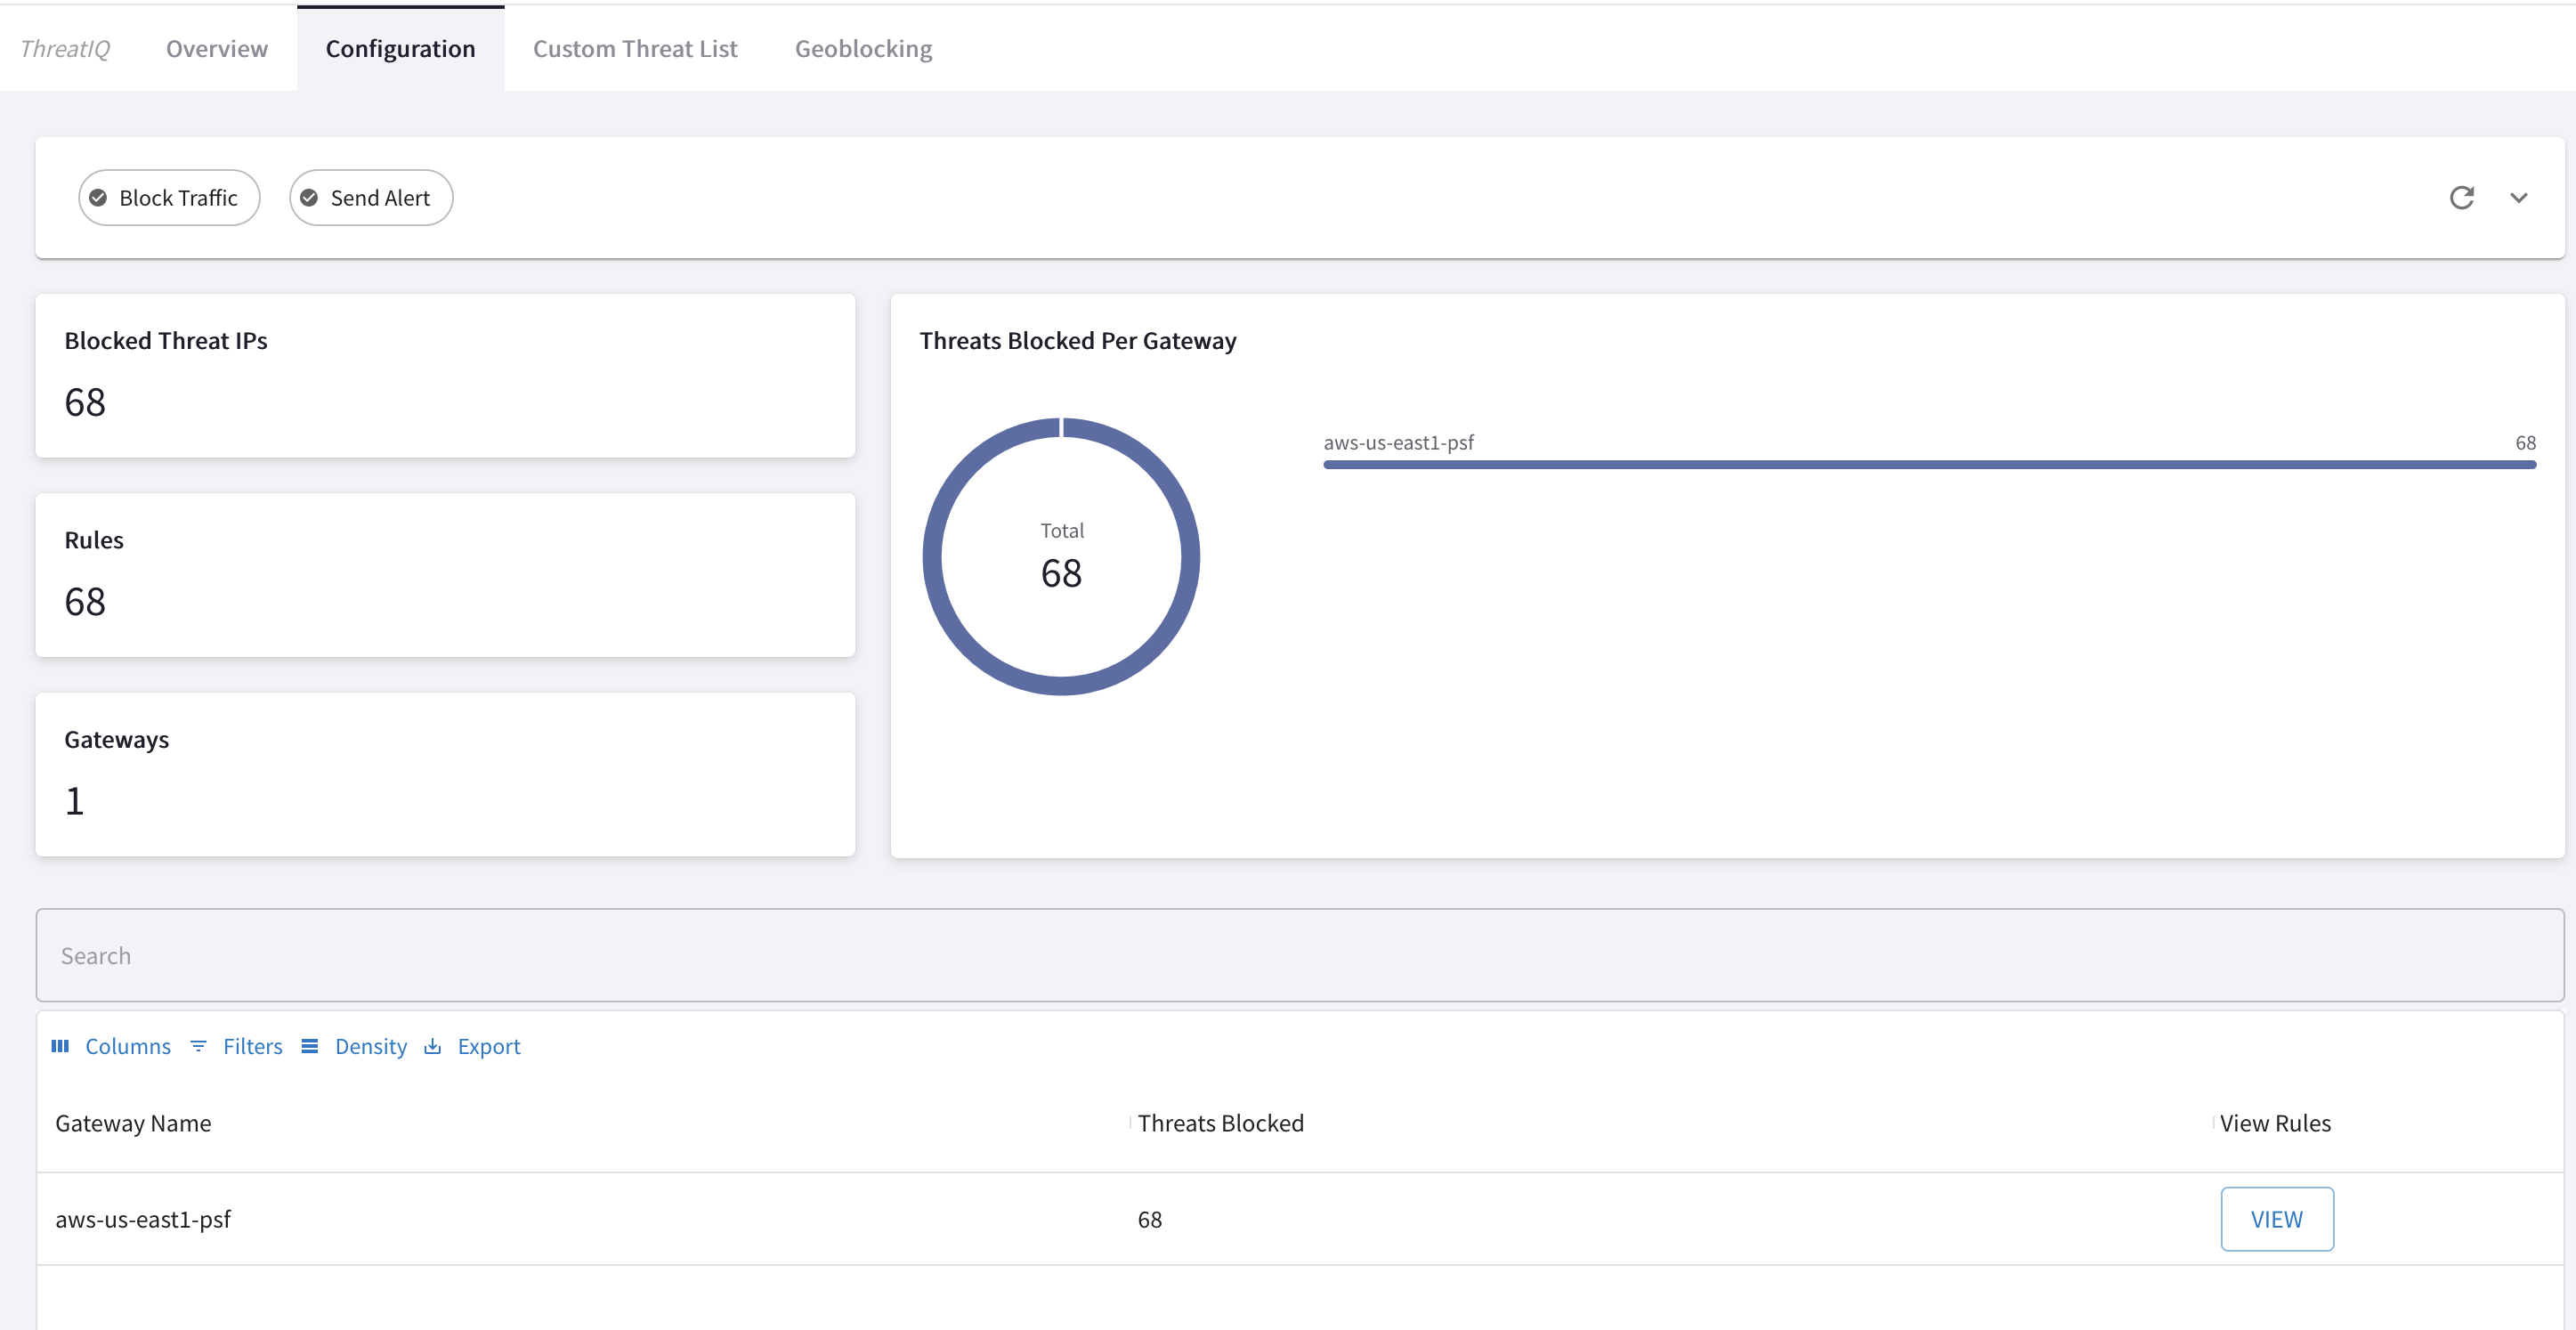 ThreatIQ Overview Configuration Custom Threat List Geoblocking
Block Traffic Send Alert
Blocked Threat IPs
68
Rules
68
Gateways
1
Threats Blocked Per Gateway
Total
68
aws-us-east1-psf 68
Search
Columns Filters Density Export
Gateway Name Threats Blocked View Rules
aws-us-east1-psf 68 VIEW